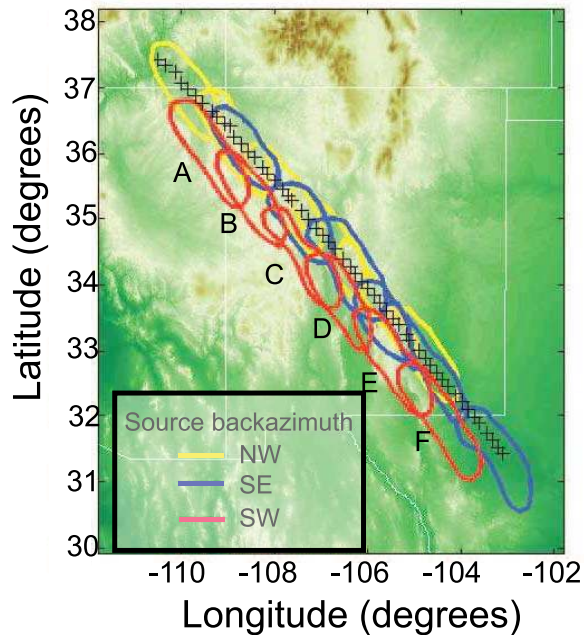 Latitude (degrees)
38
37
36
35
34
33
32
31
30
A
B
C
D
E
F
Source backazimuth
NW
SE
SW
-110
-108
-106
-104
-102
Longitude (degrees)